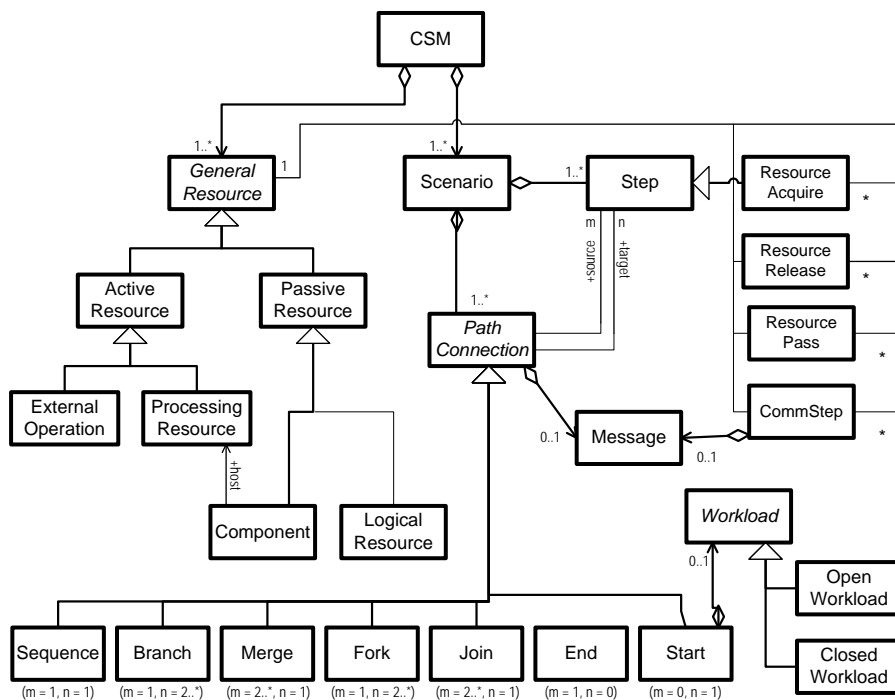 CSM
1..*
1..*
General
Resource
1
Scenario
1..*
Step
Resource
Acquire
*
m
n
+source
+target
Resource
Release
*
Active
Resource
Passive
Resource
1..*
Path
Connection
Resource
Pass
*
External
Operation
Processing
Resource
CommStep
*
0..1
Message
0..1
+host
Component
Logical
Resource
Workload
0..1
Open
Workload
Sequence
Branch
Merge
Fork
Join
End
Start
Closed
Workload
(m = 1, n = 1)
(m = 1, n = 2..*)
(m = 2..*, n = 1)
(m = 1, n = 2..*)
(m = 2..*, n = 1)
(m = 1, n = 0)
(m = 0, n = 1)